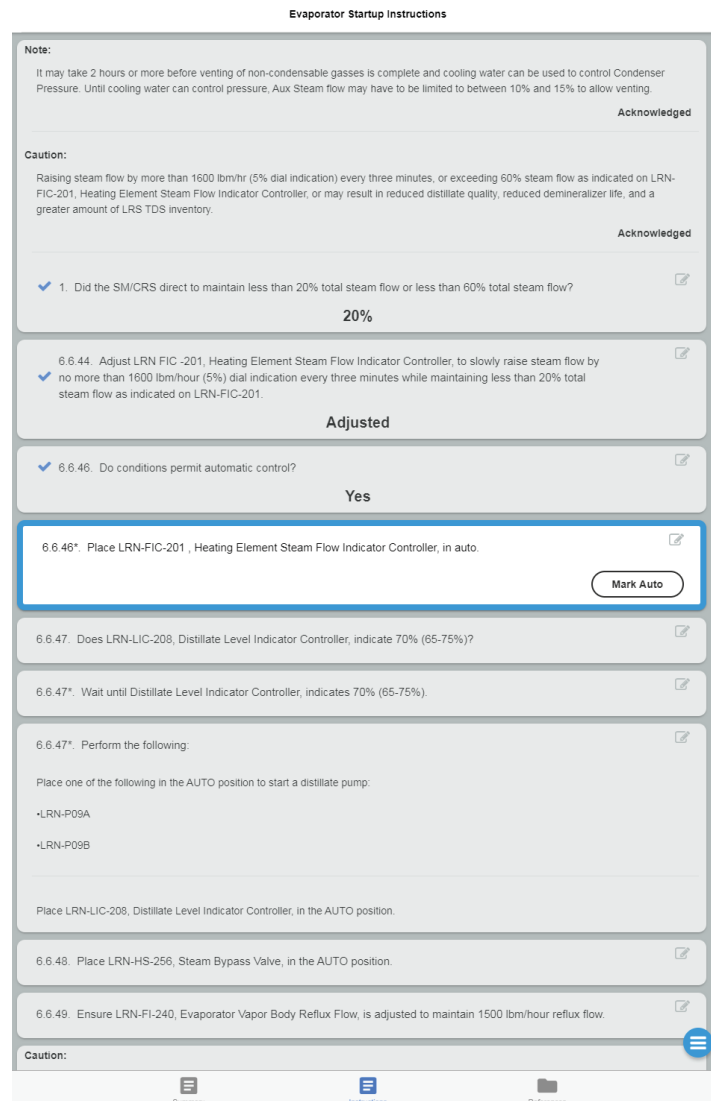 Evaporator Startup Instructions
Note:
It may take 2 hours or more before venting of non-condensable gasses is complete and cooling water can be used to control Condenser
Pressure. Until cooling water can control pressure, Aux Steam flow may have to be limited to between 10% and 15% to allow venting.
Acknowledged
Caution:
Raising steam flow by more than 1600 lbm/hr (5% dial indication) every three minutes, or exceeding 60% steam flow as indicated on LRN-
FIC-201, Heating Element Steam Flow Indicator Controller, or may result in reduced distillate quality, reduced demineralizer life, and a
greater amount of LRS TDS inventory.
Acknowledged
1. Did the SM/CRS direct to maintain less than 20% total steam flow or less than 60% total steam flow?
20%
6.6.44. Adjust LRN FIC -201, Heating Element Steam Flow Indicator Controller, to slowly raise steam flow by
no more than 1600 lbm/hour (5%) dial indication every three minutes while maintaining less than 20% total
steam flow as indicated on LRN-FIC-201.
Adjusted
6.6.46. Do conditions permit automatic control?
Yes
6.6.46*. Place LRN-FIC-201 , Heating Element Steam Flow Indicator Controller, in auto.
Mark Auto
6.6.47. Does LRN-LIC-208, Distillate Level Indicator Controller, indicate 70% (65-75%)?
6.6.47*. Wait until Distillate Level Indicator Controller, indicates 70% (65-75%).
6.6.47*. Perform the following:
Place one of the following in the AUTO position to start a distillate pump:
•LRN-P09A
•LRN-P09B
Place LRN-LIC-208, Distillate Level Indicator Controller, in the AUTO position.
6.6.48. Place LRN-HS-256, Steam Bypass Valve, in the AUTO position.
6.6.49. Ensure LRN-FI-240, Evaporator Vapor Body Reflux Flow, is adjusted to maintain 1500 lbm/hour reflux flow.
Caution: